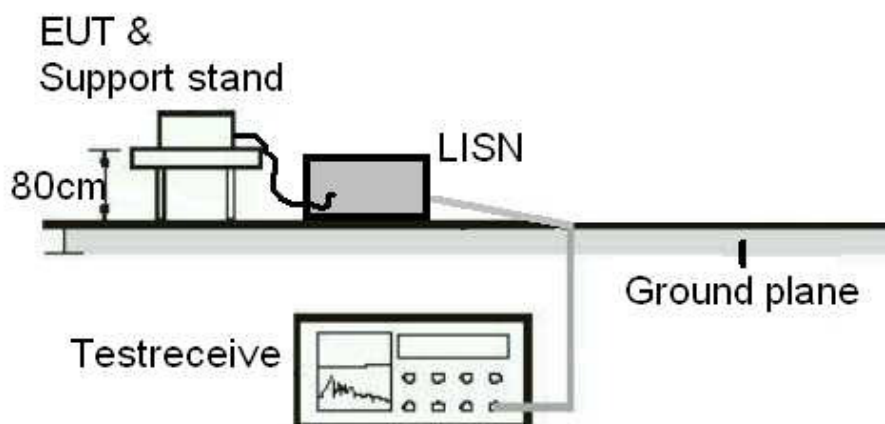 EUT &
Support stand
LISN
80cm
Ground plane
Testreceive